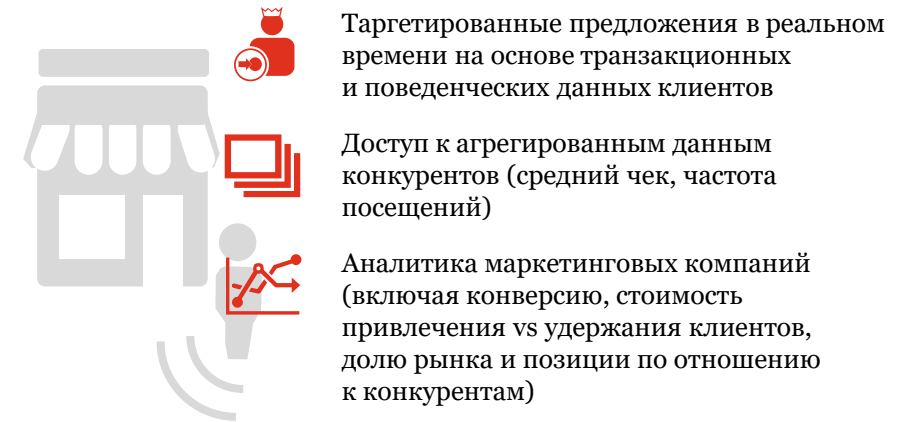 Таргетированные предложения в реальном
времени на основе транзакционных
и поведенческих данных клиентов
Доступ к агрегированным данным
конкурентов (средний чек, частота
посещений)
Аналитика маркетинговых компаний
(включая конверсию, стоимость
привлечения vs удержания клиентов,
долю рынка и позиции по отношению
к конкурентам)